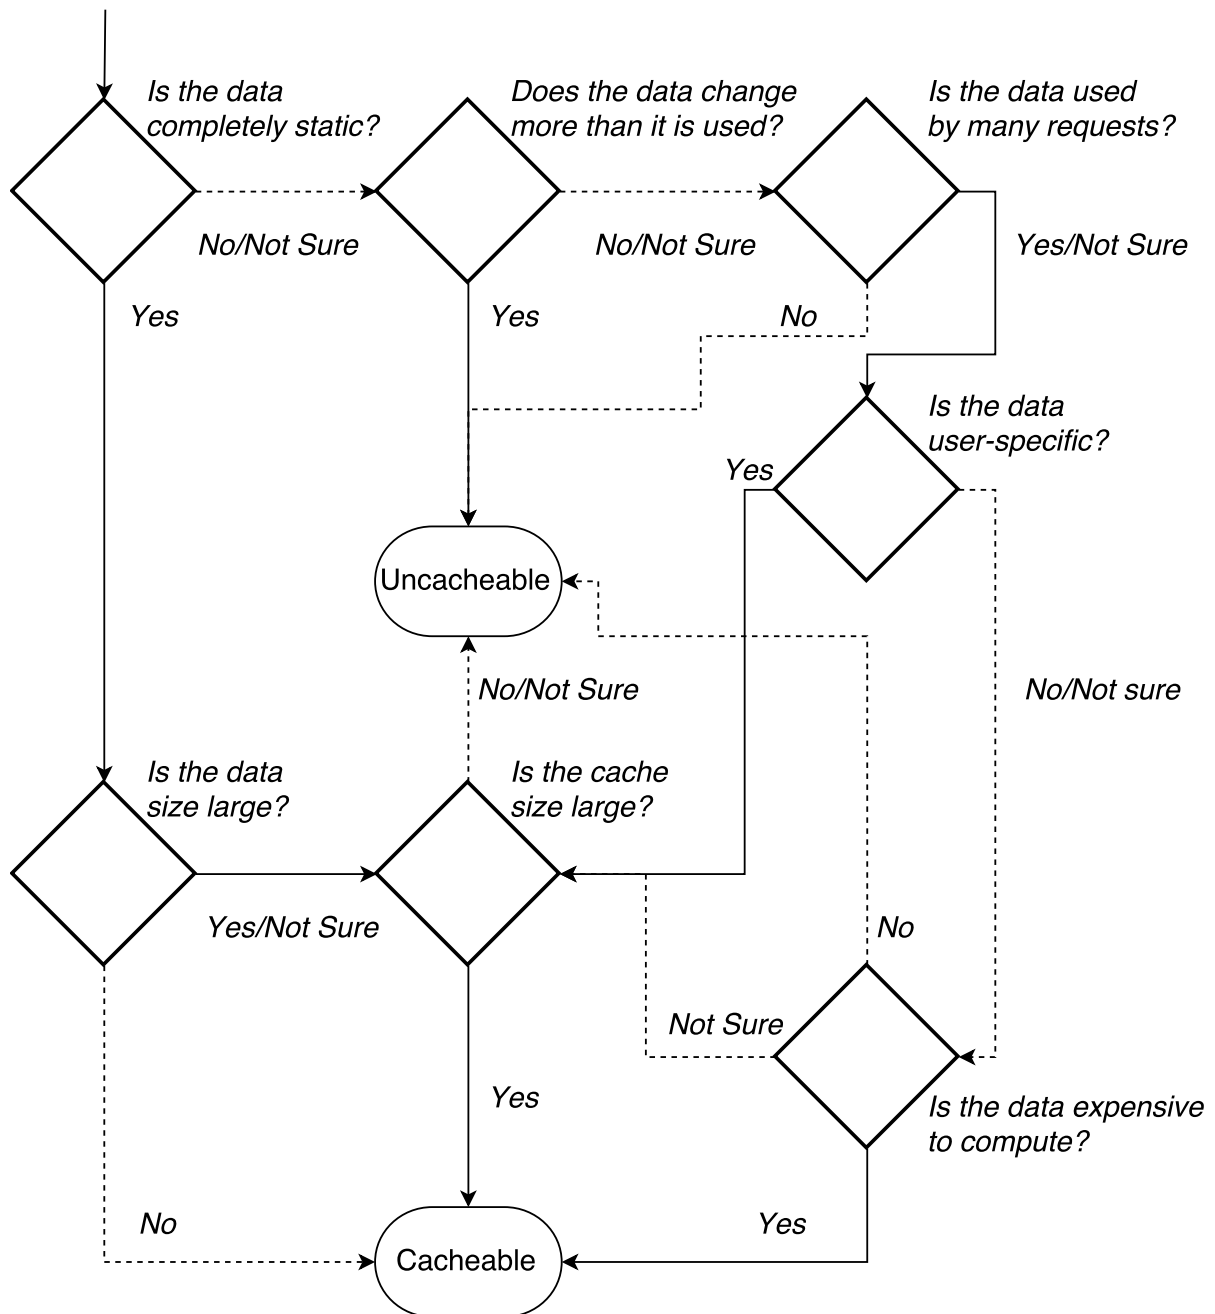 Is the data
completely static?
Does the data change
more than it is used?
Is the data used
by many requests?
No/Not Sure
No/Not Sure
Yes/Not Sure
Yes
Yes
No
Is the data
user-specific?
Yes
Uncacheable
No/Not Sure
No/Not sure
Is the data
size large?
Is the cache
size large?
Yes/Not Sure
No
Not Sure
Yes
Is the data expensive
to compute?
No
Yes
Cacheable